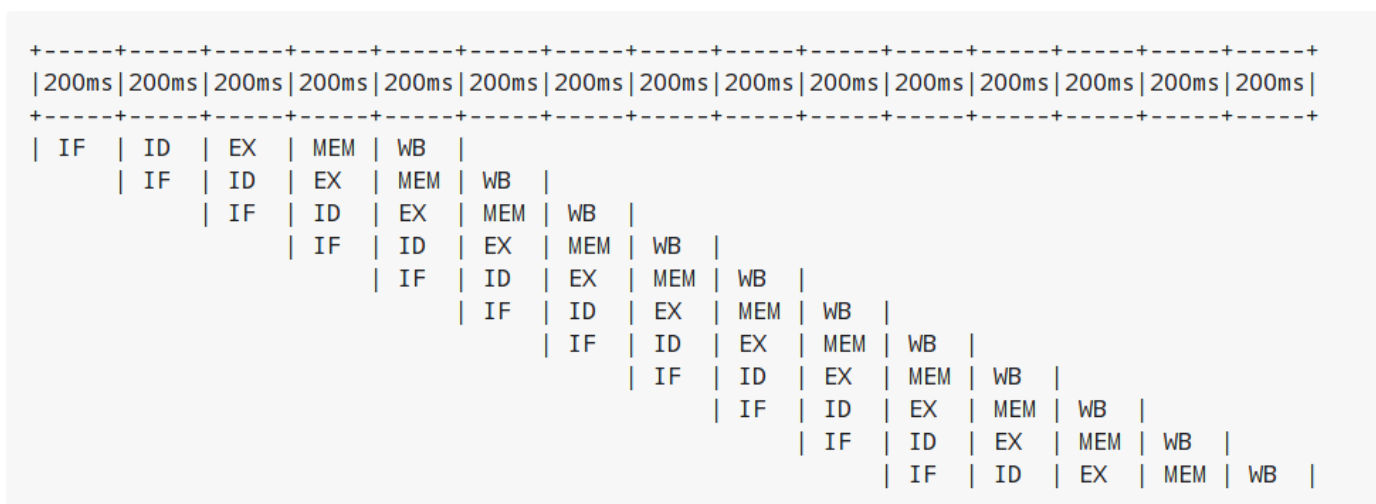 +-----+-----+-----+-----+-----+-----+-----+-----+-----+-----+-----+-----+-----+-----+-----+
|200ms|200ms|200ms|200ms|200ms|200ms|200ms|200ms|200ms|200ms|200ms|200ms|200ms|200ms|200ms|
+-----+-----+-----+-----+-----+-----+-----+-----+-----+-----+-----+-----+-----+-----+-----+
| IF  | ID  | EX  | MEM | WB  |
      | IF  | ID  | EX  | MEM | WB  |
            | IF  | ID  | EX  | MEM | WB  |
                  | IF  | ID  | EX  | MEM | WB  |
                        | IF  | ID  | EX  | MEM | WB  |
                              | IF  | ID  | EX  | MEM | WB  |
                                    | IF  | ID  | EX  | MEM | WB  |
                                          | IF  | ID  | EX  | MEM | WB  |
                                                | IF  | ID  | EX  | MEM | WB  |
                                                      | IF  | ID  | EX  | MEM | WB  |
                                                            | IF  | ID  | EX  | MEM | WB  |